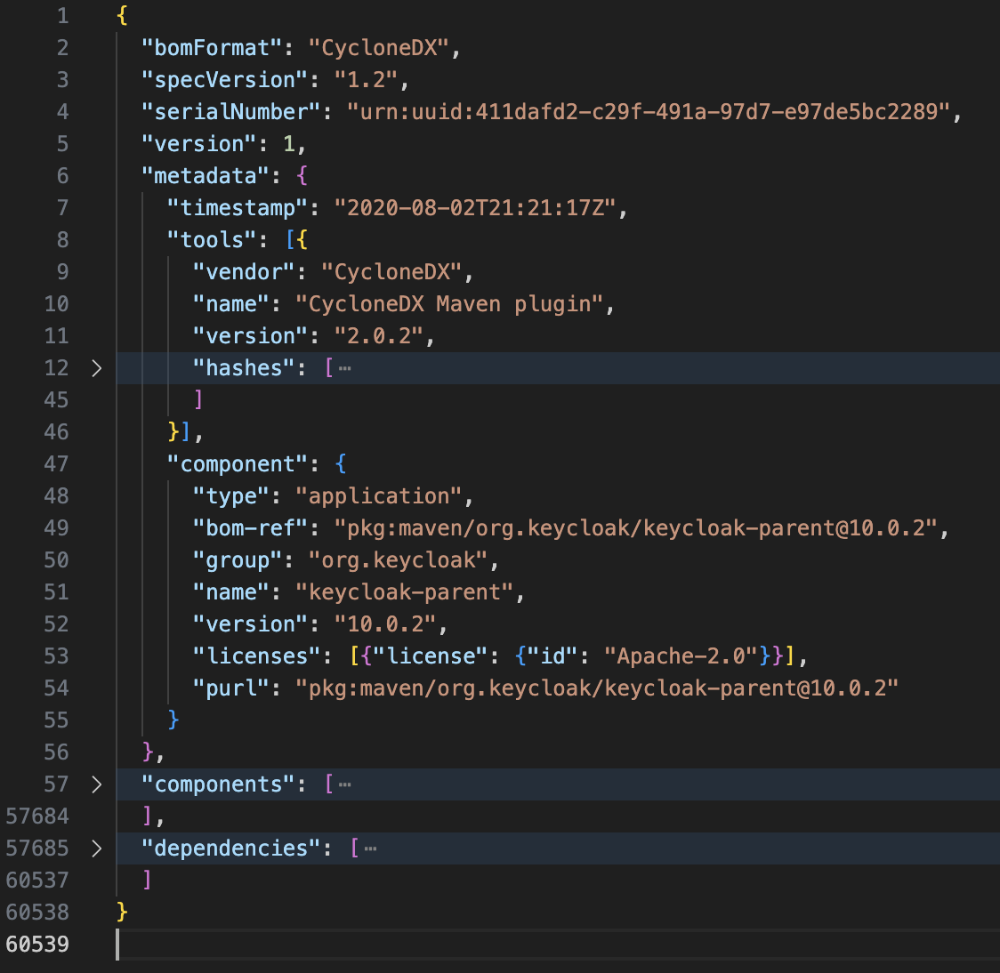 1 {
2 "bomFormat": "CycloneDX",
3 "specVersion": "1.2",
4 "serialNumber": "urn:uuid:411dafd2-c29f-491a-97d7-e97de5bc2289",
5 "version": 1,
6 "metadata": {
7 "timestamp": "2020-08-02T21:21:17Z",
8 "tools": [{
9 "vendor": "CycloneDX",
10 "name": "CycloneDX Maven plugin",
11 "version": "2.0.2",
12 "hashes": [⋯
45 ]
46 }],
47 "component": {
48 "type": "application",
49 "bom-ref": "pkg:maven/org.keycloak/keycloak-parent@10.0.2",
50 "group": "org.keycloak",
51 "name": "keycloak-parent",
52 "version": "10.0.2",
53 "licenses": [{"license": {"id": "Apache-2.0"}}],
54 "purl": "pkg:maven/org.keycloak/keycloak-parent@10.0.2"
55 }
56 },
57 "components": [⋯
57684 ],
57685 "dependencies": [⋯
60537 ]
60538 }
60539